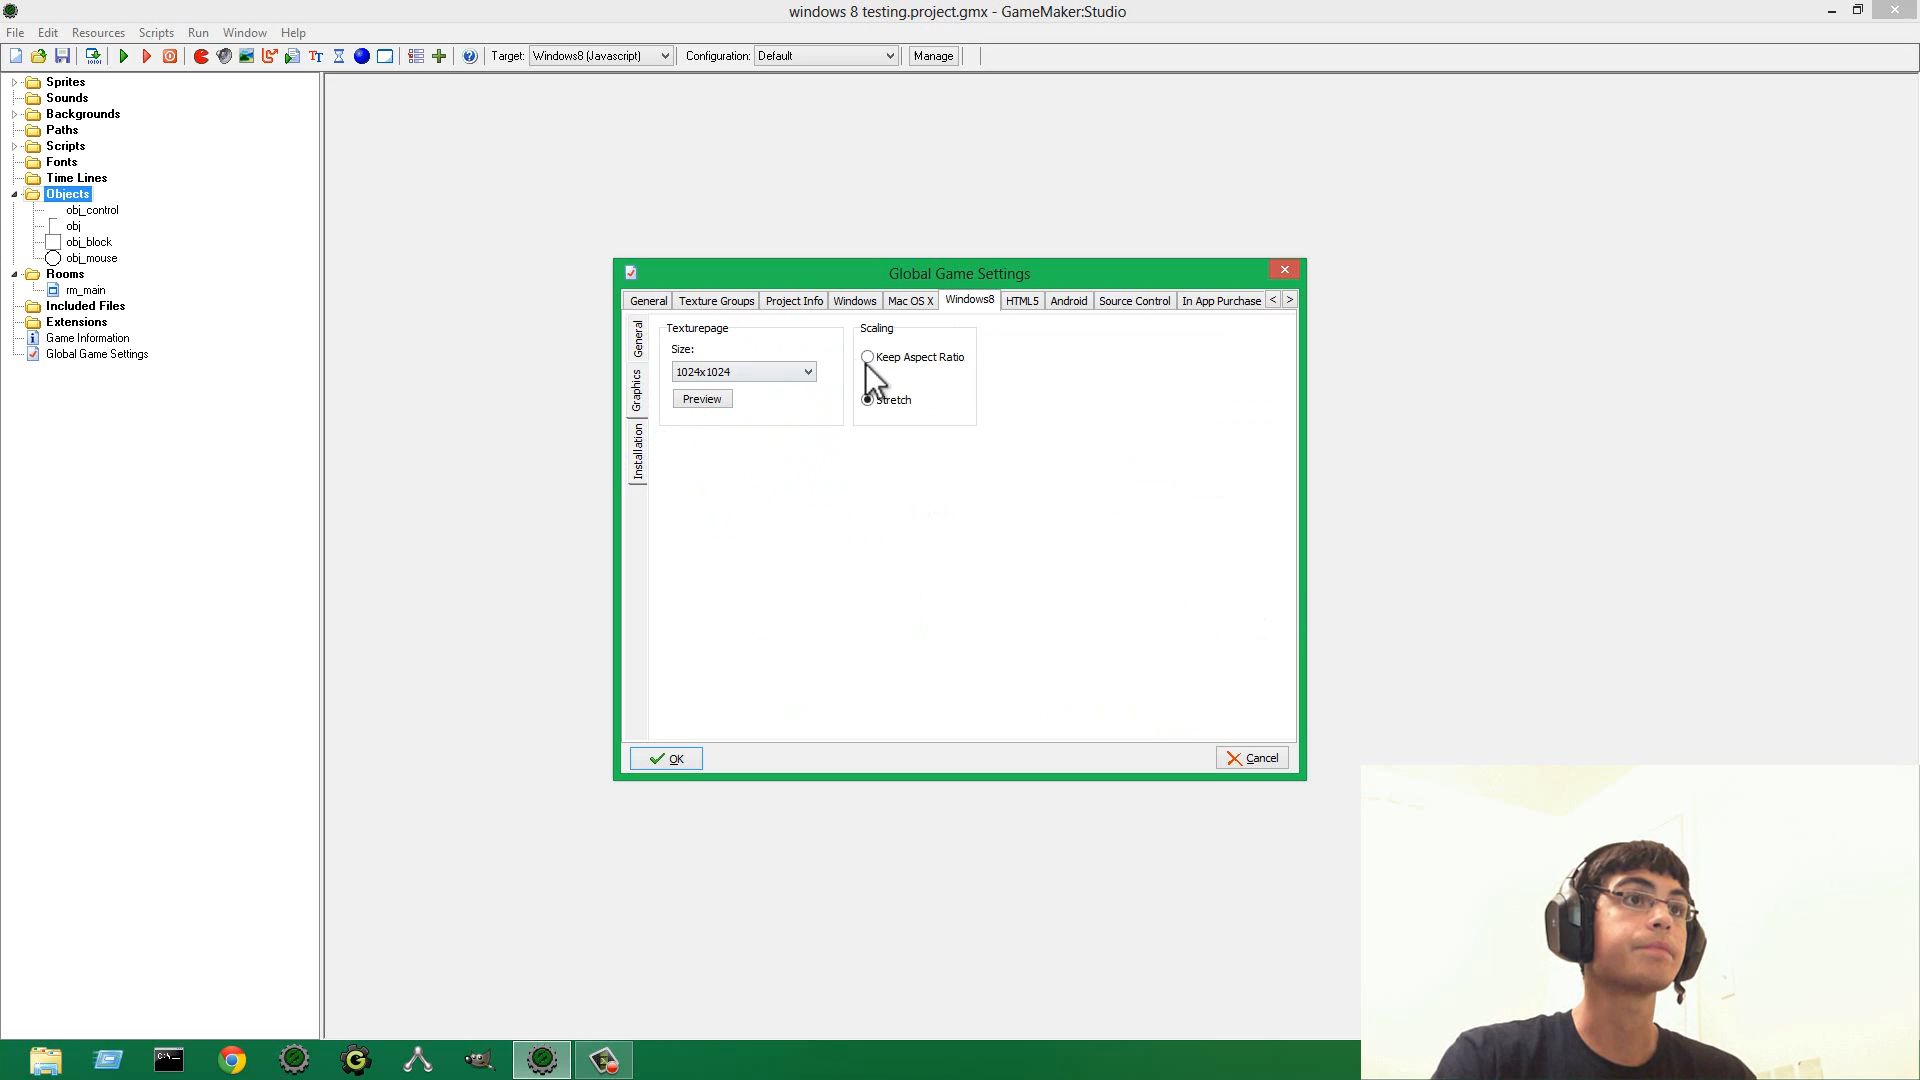 windows 8 testing.project.gmx - GameMaker:Studio
File Edit Resources Scripts Run Window Help
Target: Windows8 (Javascript) Configuration: Default Manage
Sprites
Sounds
Backgrounds
Paths
Scripts
Fonts
Time Lines
Objects
obj_control
obj
obj_block
obj_mouse
Rooms
rm_main
Included Files
Extensions
Game Information
Global Game Settings
Global Game Settings
General Texture Groups Project Info Windows Mac OS X Windows8 HTML5 Android Source Control In App Purchase < >
General
Graphics
Installation
Texturepage
Size:
1024x1024
Preview
Scaling
Keep Aspect Ratio
Stretch
OK
Cancel